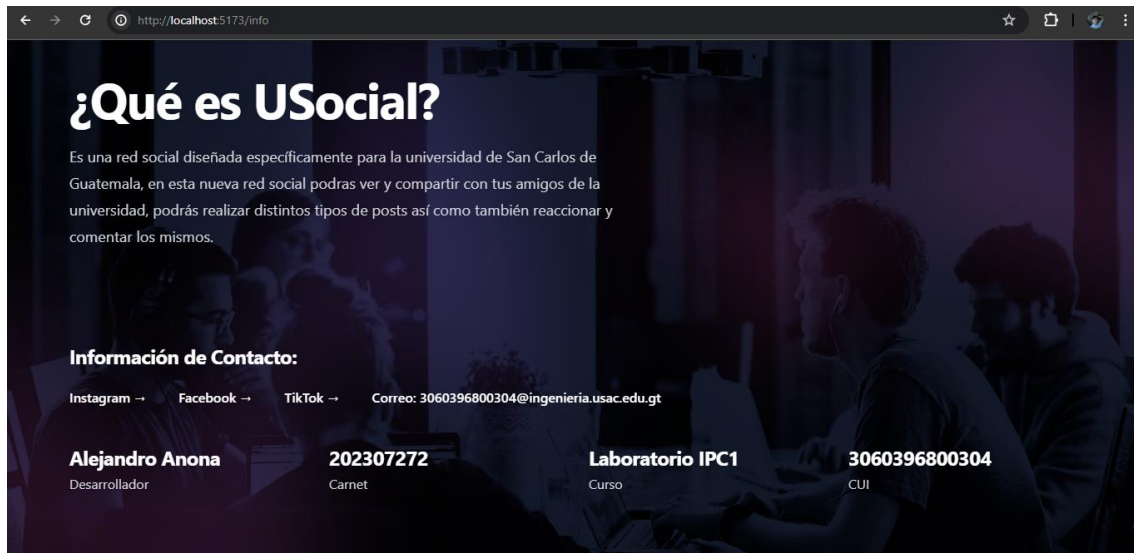 http://localhost:5173/info
¿Qué es USocial?
Es una red social diseñada específicamente para la universidad de San Carlos de
Guatemala, en esta nueva red social podras ver y compartir con tus amigos de la
universidad, podrás realizar distintos tipos de posts así como también reaccionar y
comentar los mismos.
Información de Contacto:
Instagram → Facebook → TikTok → Correo: 3060396800304@ingenieria.usac.edu.gt
Alejandro Anona 202307272 Laboratorio IPC1 3060396800304
Desarrollador Carnet Curso CUI